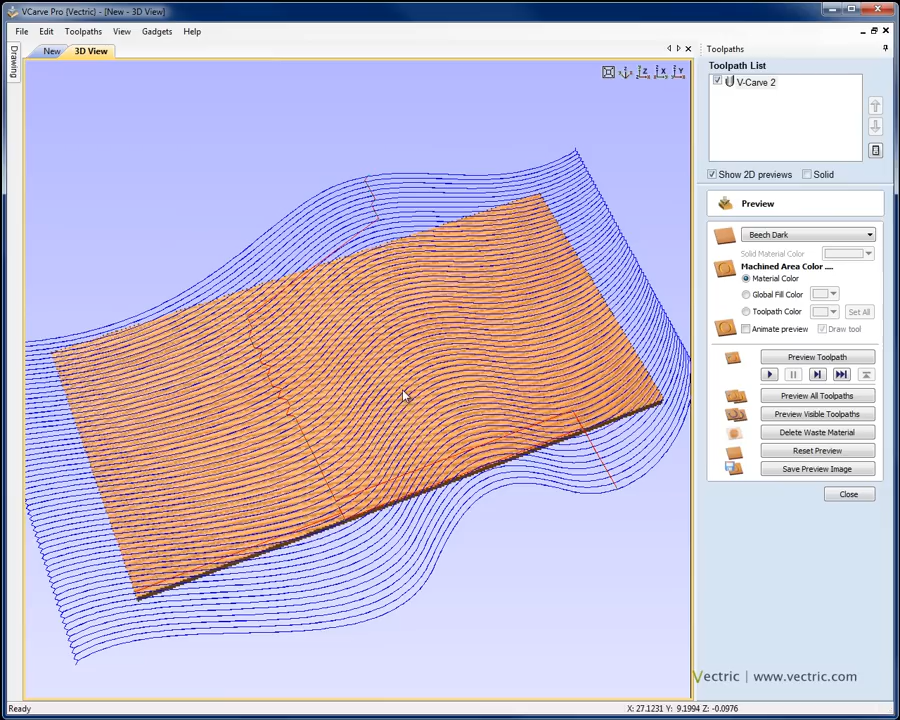 VCarve Pro {Vectric} - [New - 3D View]
File Edit Toolpaths View Gadgets Help
Drawing
New 3D View
Toolpaths
Toolpath List
V-Carve 2
Show 2D previews Solid
Preview
Beech Dark
Solid Material Color
Machined Area Color ....
Material Color
Global Fill Color
Toolpath Color Set All
Animate preview Draw tool
Preview Toolpath
Preview All Toolpaths
Preview Visible Toolpaths
Delete Waste Material
Reset Preview
Save Preview Image
Close
Vectric | www.vectric.com
Ready X: 27.1231 Y: 9.1994 Z: -0.0976